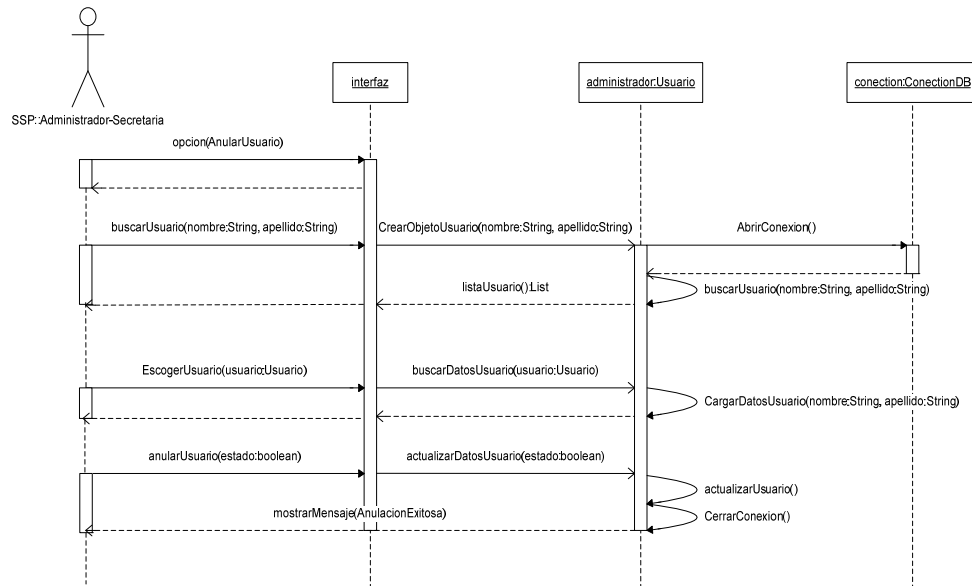 interfaz
administrador:Usuario
conection:ConectionDB
SSP::Administrador-Secretaria
opcion(AnularUsuario)
buscarUsuario(nombre:String, apellido:String)
CrearObjetoUsuario(nombre:String, apellido:String)
AbrirConexion()
listaUsuario():List
buscarUsuario(nombre:String, apellido:String)
EscogerUsuario(usuario:Usuario)
buscarDatosUsuario(usuario:Usuario)
CargarDatosUsuario(nombre:String, apellido:String)
anularUsuario(estado:boolean)
actualizarDatosUsuario(estado:boolean)
actualizarUsuario()
mostrarMensaje(AnulacionExitosa)
CerrarConexion()